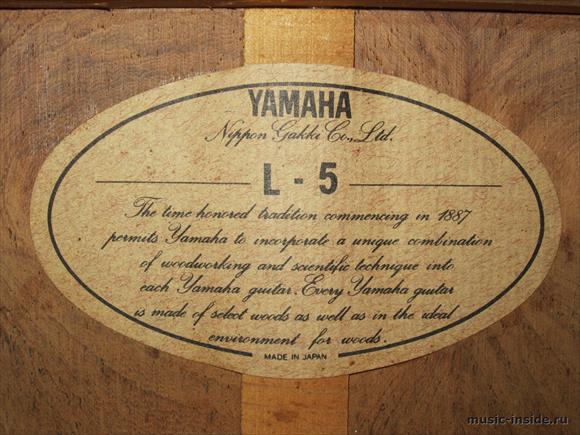 YAMAHA
Nippon Gakki Co., Ltd.
L - 5
The time honored tradition commencing in 1887
permits Yamaha to incorporate a unique combination
of woodworking and scientific technique into
each Yamaha guitar. Every Yamaha guitar
is made of select woods as well as in the ideal
environment for woods.
MADE IN JAPAN
music-inside.ru